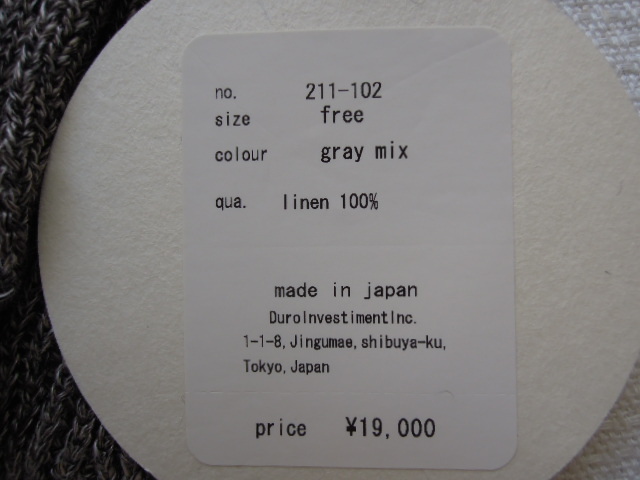 no. 211-102
size free
colour gray mix
qua. linen 100%
made in japan
DuroInvestimentInc.
1-1-8, Jingumae, shibuya-ku,
Tokyo, Japan
price ¥19,000